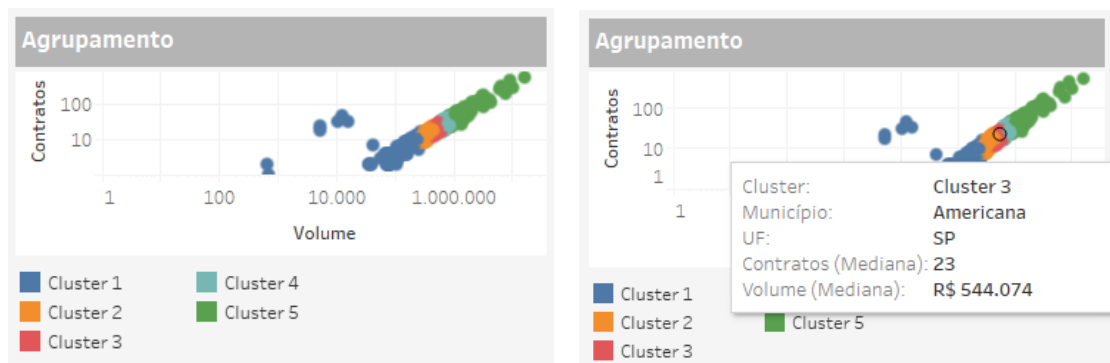 Agrupamento
Contratos
100
10
1
100
10.000
1.000.000
Volume
Cluster 1
Cluster 4
Cluster 2
Cluster 5
Cluster 3
Agrupamento
Contratos
100
10
1
1
Cluster: Cluster 3
Município: Americana
UF: SP
Contratos (Mediana): 23
Volume (Mediana): R$ 544.074
Cluster 1
Cluster 2
Cluster 5
Cluster 3